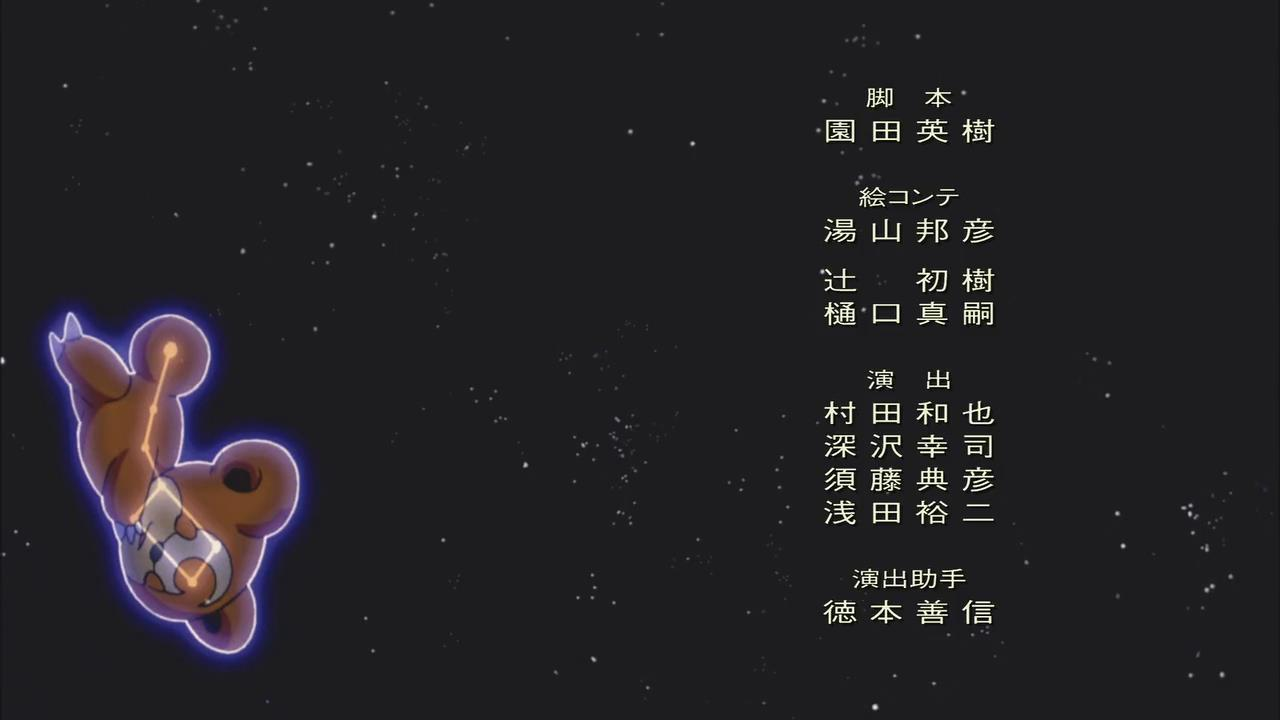 脚　本
園田英樹
絵コンテ
湯山邦彦
辻　初樹
樋口真嗣
演　出
村田和也
深沢幸司
須藤典彦
浅田裕二
演出助手
徳本善信